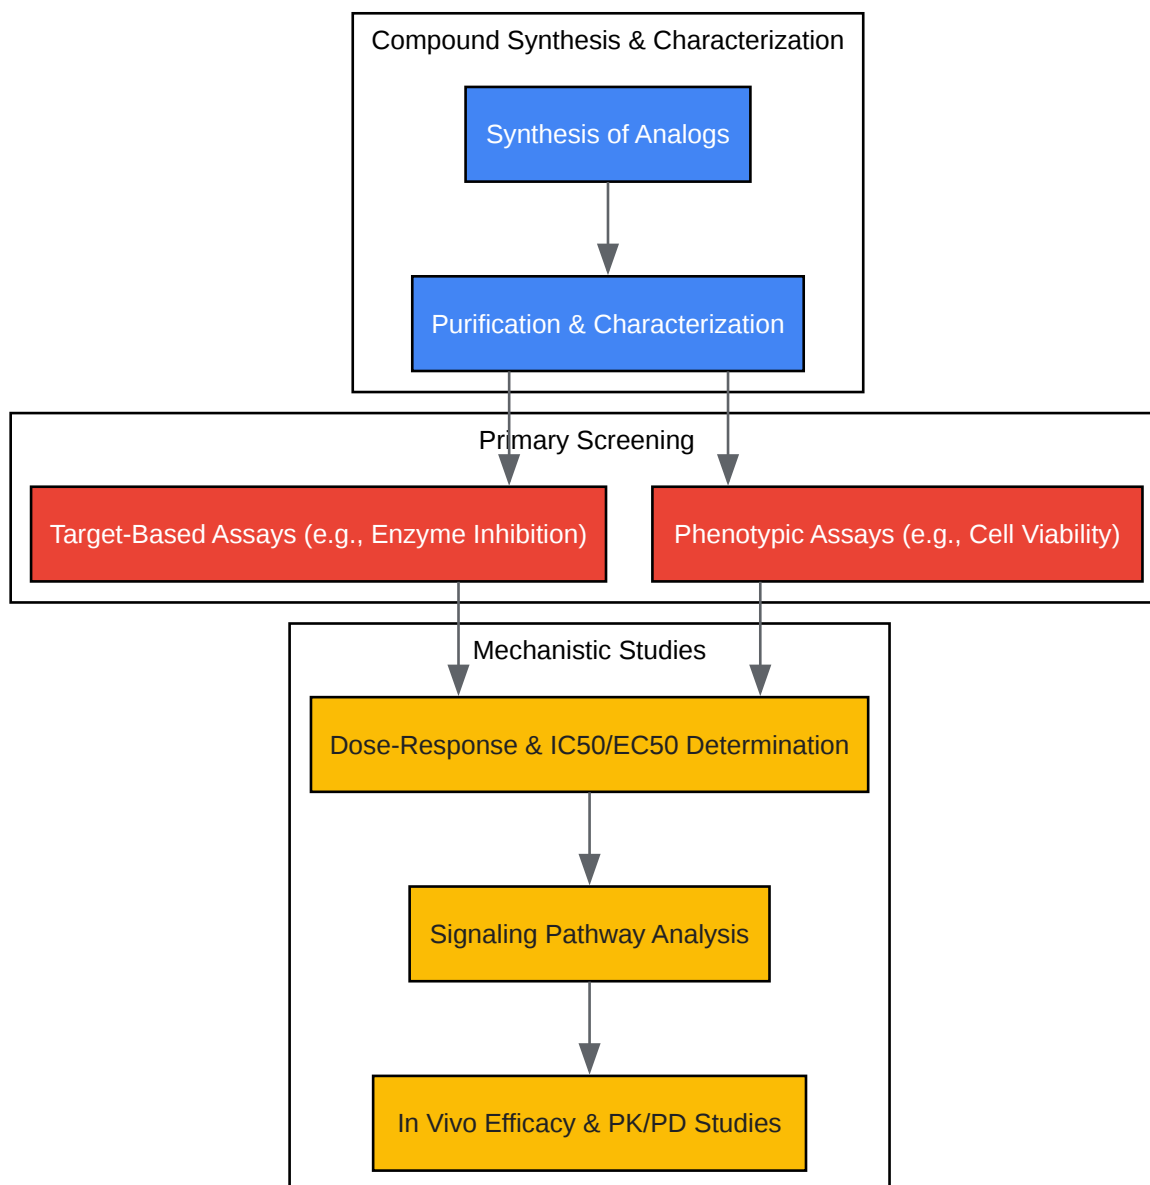 Compound Synthesis & Characterization
Synthesis of Analogs
Purification & Characterization
Primary Screening
Target-Based Assays (e.g., Enzyme Inhibition)
Phenotypic Assays (e.g., Cell Viability)
Mechanistic Studies
Dose-Response & IC50/EC50 Determination
Signaling Pathway Analysis
In Vivo Efficacy & PK/PD Studies